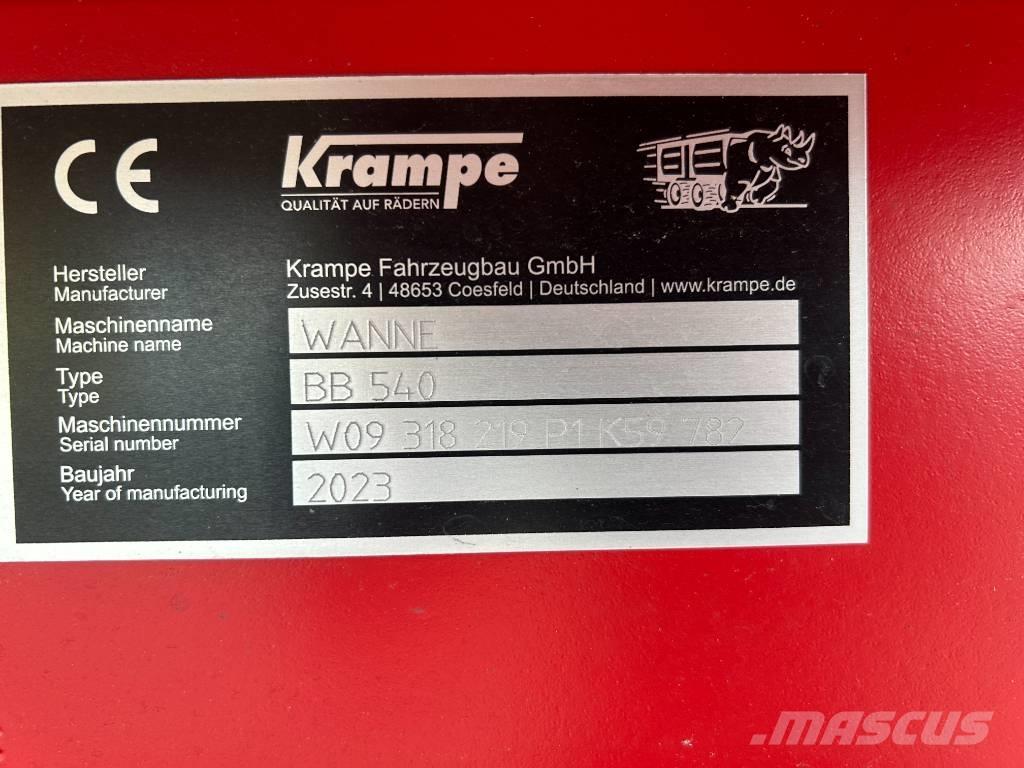 CE
Krampe
QUALITÄT AUF RÄDERN
Hersteller
Manufacturer
Krampe Fahrzeugbau GmbH
Zusestr. 4 | 48653 Coesfeld | Deutschland | www.krampe.de
Maschinenname
Machine name
WANNE
Type
Type
BB 540
Maschinennummer
Serial number
W09 318 219 P1 K59 782
Baujahr
Year of manufacturing
2023
MASCUS